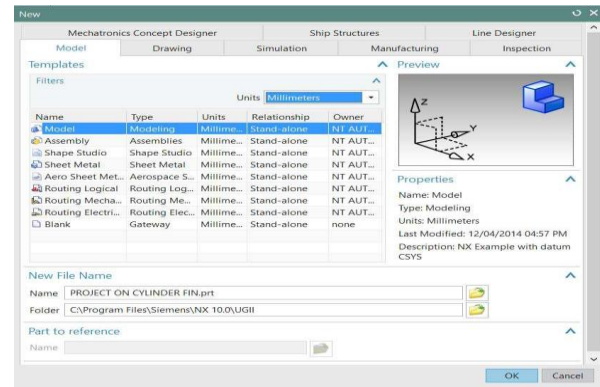 New
Mechatronics Concept Designer Ship Structures Line Designer
Model Drawing Simulation Manufacturing Inspection
Templates
Filters
Units Millimeters
Name Type Units Relationship Owner
Model Modeling Millime... Stand-alone NT AUT...
Assembly Assemblies Millime... Stand-alone NT AUT...
Shape Studio Shape Studio Millime... Stand-alone NT AUT...
Sheet Metal Sheet Metal Millime... Stand-alone NT AUT...
Aero Sheet Met... Aerospace S... Millime... Stand-alone NT AUT...
Routing Logical Routing Log... Millime... Stand-alone NT AUT...
Routing Mecha... Routing Me... Millime... Stand-alone NT AUT...
Routing Electri... Routing Elec... Millime... Stand-alone NT AUT...
Blank Gateway Millime... Stand-alone none
Preview
Z
Y
X
Properties
Name: Model
Type: Modeling
Units: Millimeters
Last Modified: 12/04/2014 04:57 PM
Description: NX Example with datum
CSYS
New File Name
Name PROJECT ON CYLINDER FIN.prt
Folder C:\Program Files\Siemens\NX 10.0\UGII
Part to reference
Name
OK Cancel